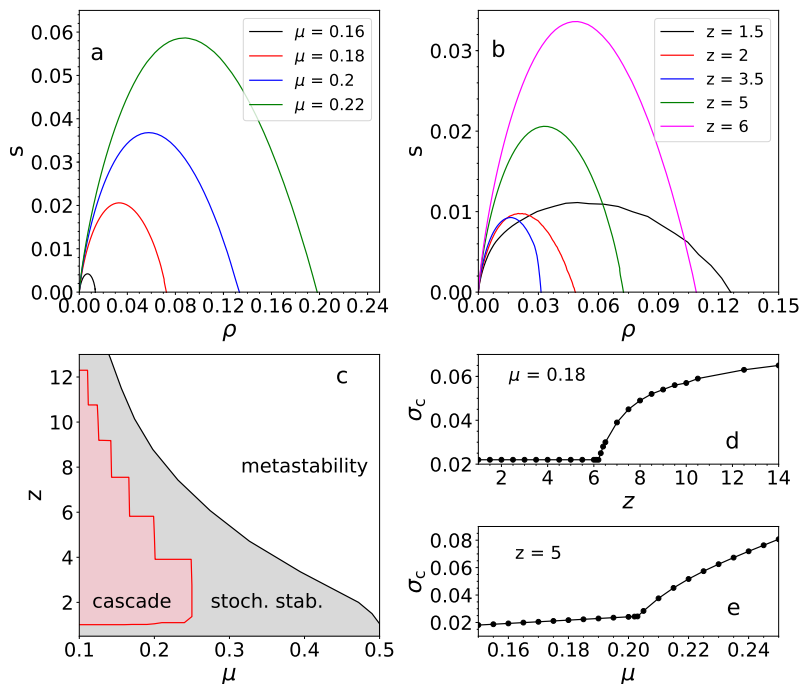 a
μ = 0.16
μ = 0.18
μ = 0.2
μ = 0.22
0.06
0.05
0.04
0.03
0.02
0.01
0.00
s
0.00 0.04 0.08 0.12 0.16 0.20 0.24
ρ
b
z = 1.5
z = 2
z = 3.5
z = 5
z = 6
0.03
0.02
0.01
0.00
s
0.00 0.03 0.06 0.09 0.12 0.15
ρ
c
metastability
cascade
stoch. stab.
12
10
8
6
4
2
z
0.1 0.2 0.3 0.4 0.5
μ
μ = 0.18
d
0.06
0.04
0.02
σc
2 4 6 8 10 12 14
z
z = 5
e
0.08
0.06
0.04
0.02
σc
0.16 0.18 0.20 0.22 0.24
μ